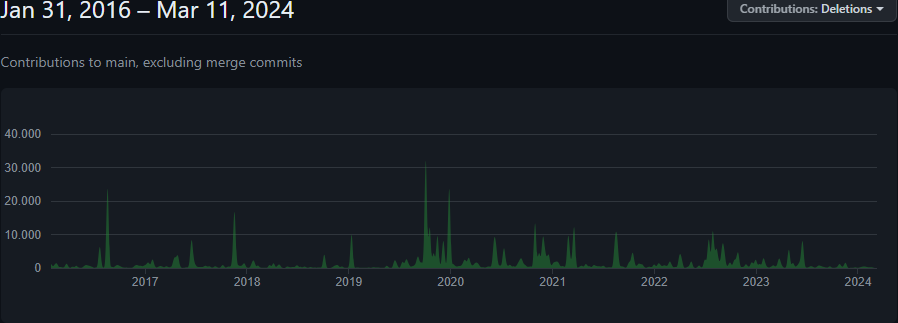 Jan 31, 2016 – Mar 11, 2024
Contributions: Deletions
Contributions to main, excluding merge commits
40.000
30.000
20.000
10.000
0
2017 2018 2019 2020 2021 2022 2023 2024